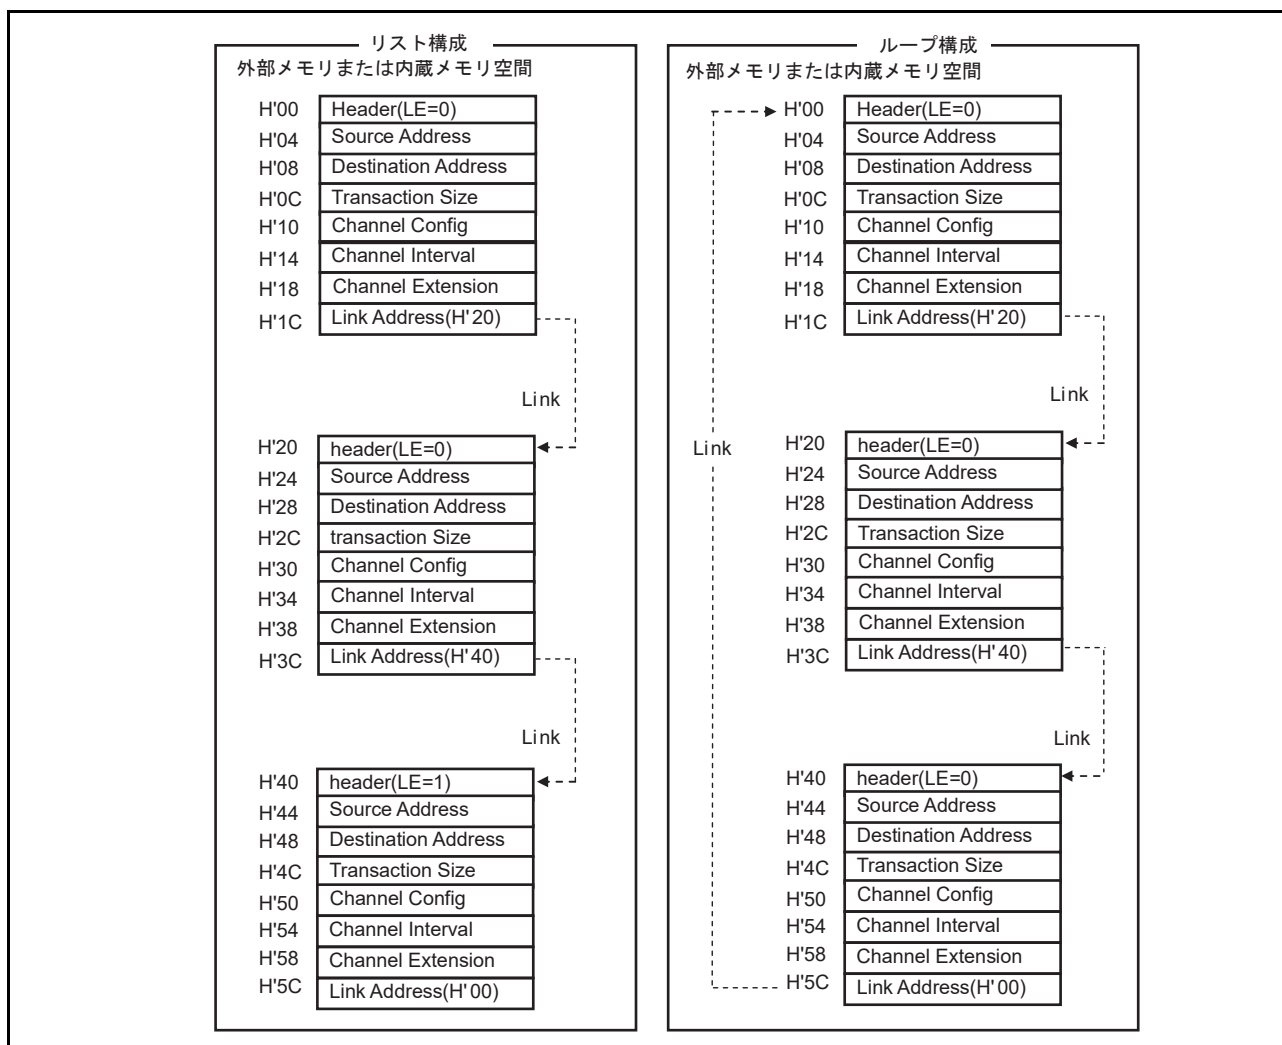 リスト構成
外部メモリまたは内蔵メモリ空間
H'00 Header(LE=0)
H'04 Source Address
H'08 Destination Address
H'0C Transaction Size
H'10 Channel Config
H'14 Channel Interval
H'18 Channel Extension
H'1C Link Address(H'20)
Link
H'20 header(LE=0)
H'24 Source Address
H'28 Destination Address
H'2C transaction Size
H'30 Channel Config
H'34 Channel Interval
H'38 Channel Extension
H'3C Link Address(H'40)
Link
H'40 header(LE=1)
H'44 Source Address
H'48 Destination Address
H'4C Transaction Size
H'50 Channel Config
H'54 Channel Interval
H'58 Channel Extension
H'5C Link Address(H'00)
ループ構成
外部メモリまたは内蔵メモリ空間
H'00 Header(LE=0)
H'04 Source Address
H'08 Destination Address
H'0C Transaction Size
H'10 Channel Config
H'14 Channel Interval
H'18 Channel Extension
H'1C Link Address(H'20)
Link
Link
H'20 header(LE=0)
H'24 Source Address
H'28 Destination Address
H'2C Transaction Size
H'30 Channel Config
H'34 Channel Interval
H'38 Channel Extension
H'3C Link Address(H'40)
Link
H'40 header(LE=0)
H'44 Source Address
H'48 Destination Address
H'4C Transaction Size
H'50 Channel Config
H'54 Channel Interval
H'58 Channel Extension
H'5C Link Address(H'00)